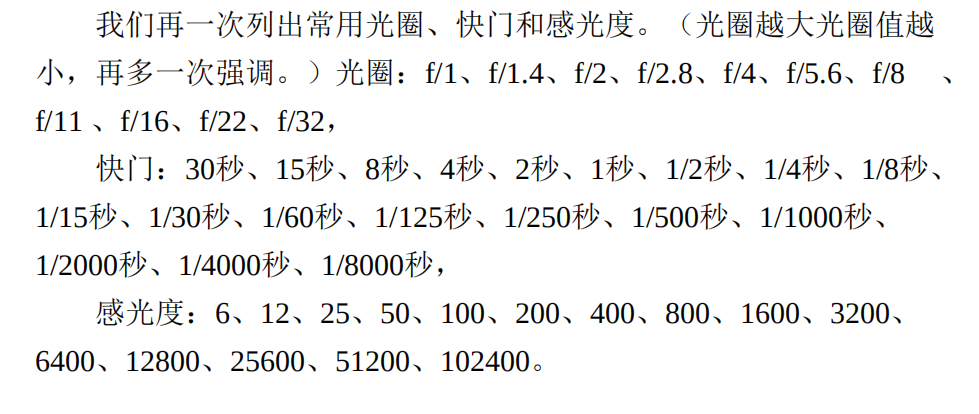 我们再一次列出常用光圈、快门和感光度。（光圈越大光圈值越
小，再多一次强调。）光圈：f/1、f/1.4、f/2、f/2.8、f/4、f/5.6、f/8 、
f/11 、f/16、f/22、f/32，
快门：30秒、15秒、8秒、4秒、2秒、1秒、1/2秒、1/4秒、1/8秒、
1/15秒、1/30秒、1/60秒、1/125秒、1/250秒、1/500秒、1/1000秒、
1/2000秒、1/4000秒、1/8000秒，
感光度：6、12、25、50、100、200、400、800、1600、3200、
6400、12800、25600、51200、102400。